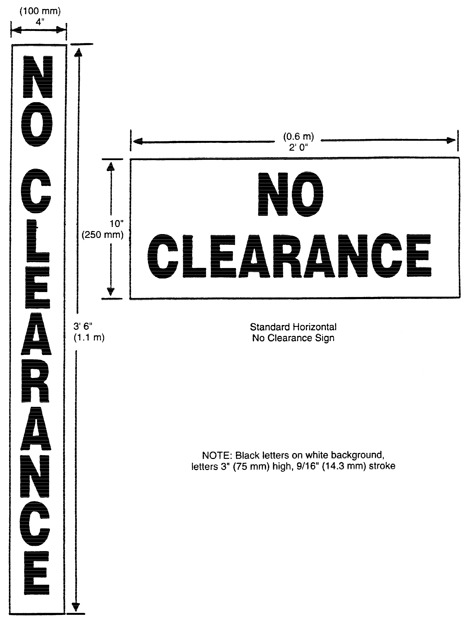 (100 mm)
4"
NO CLEARANCE
3' 6"
(1.1 m)
(0.6 m)
2' 0"
10"
(250 mm)
NO
CLEARANCE
Standard Horizontal
No Clearance Sign
NOTE: Black letters on white background,
letters 3" (75 mm) high, 9/16" (14.3 mm) stroke